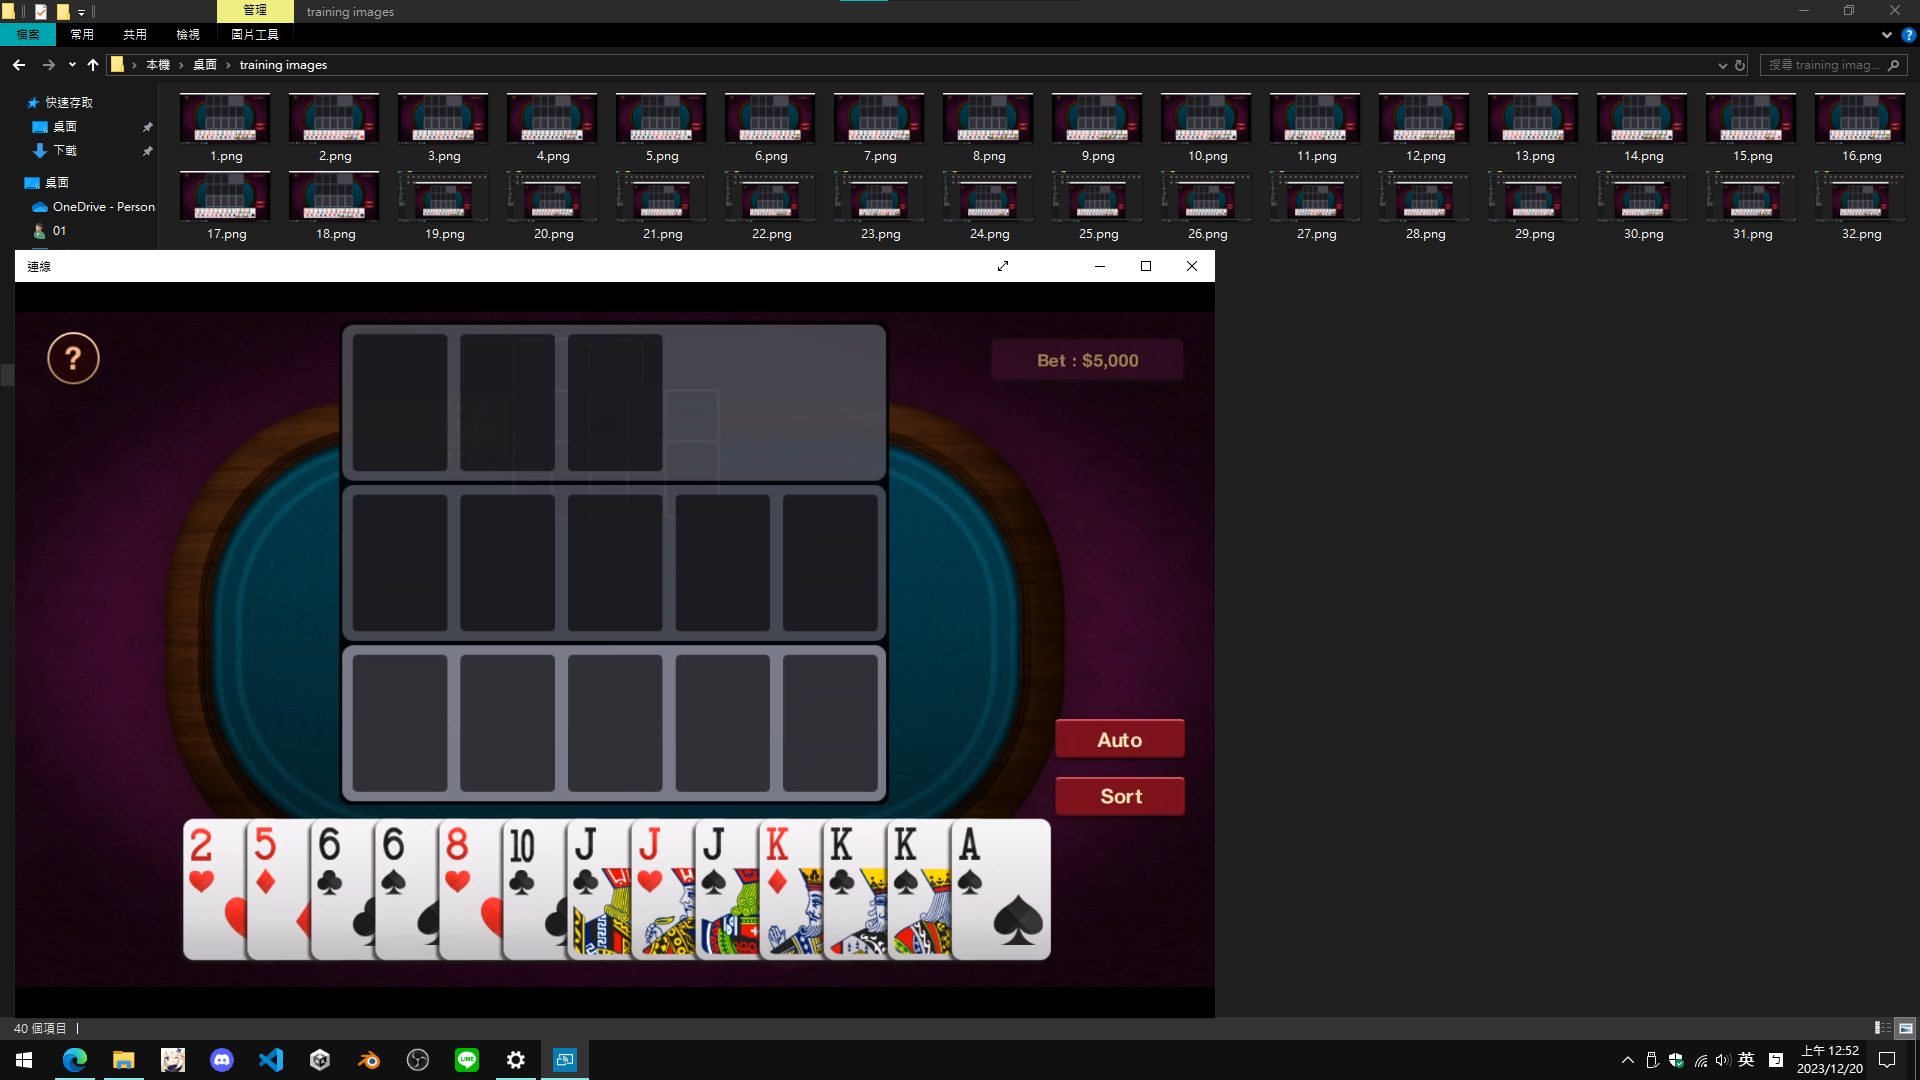 管理
training images
檔案
常用
共用
檢視
圖片工具
?
本機
桌面
training images
搜尋 training imag...
快速存取
桌面
下載
桌面
OneDrive - Person
01
1.png
2.png
3.png
4.png
5.png
6.png
7.png
8.png
9.png
10.png
11.png
12.png
13.png
14.png
15.png
16.png
17.png
18.png
19.png
20.png
21.png
22.png
23.png
24.png
25.png
26.png
27.png
28.png
29.png
30.png
31.png
32.png
連線
?
Bet : $5,000
Auto
Sort
2
5
6
6
8
10
J
J
J
K
K
K
A
40 個項目
LINE
英
上午 12:52
2023/12/20